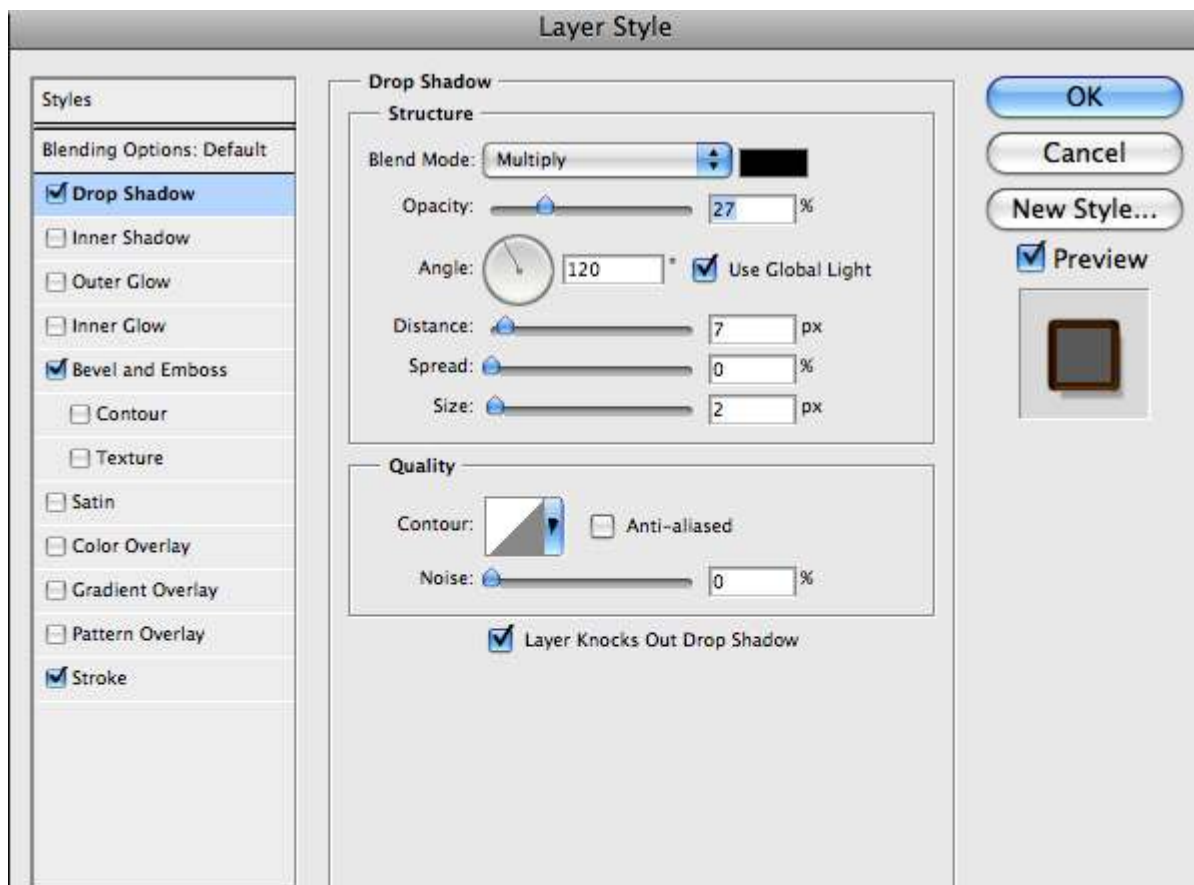 Layer Style
Styles
Blending Options: Default
Drop Shadow
Inner Shadow
Outer Glow
Inner Glow
Bevel and Emboss
Contour
Texture
Satin
Color Overlay
Gradient Overlay
Pattern Overlay
Stroke
Drop Shadow
Structure
Blend Mode: Multiply
Opacity: 27 %
Angle: 120 ° Use Global Light
Distance: 7 px
Spread: 0 %
Size: 2 px
Quality
Contour: Anti-aliased
Noise: 0 %
Layer Knocks Out Drop Shadow
OK
Cancel
New Style...
Preview